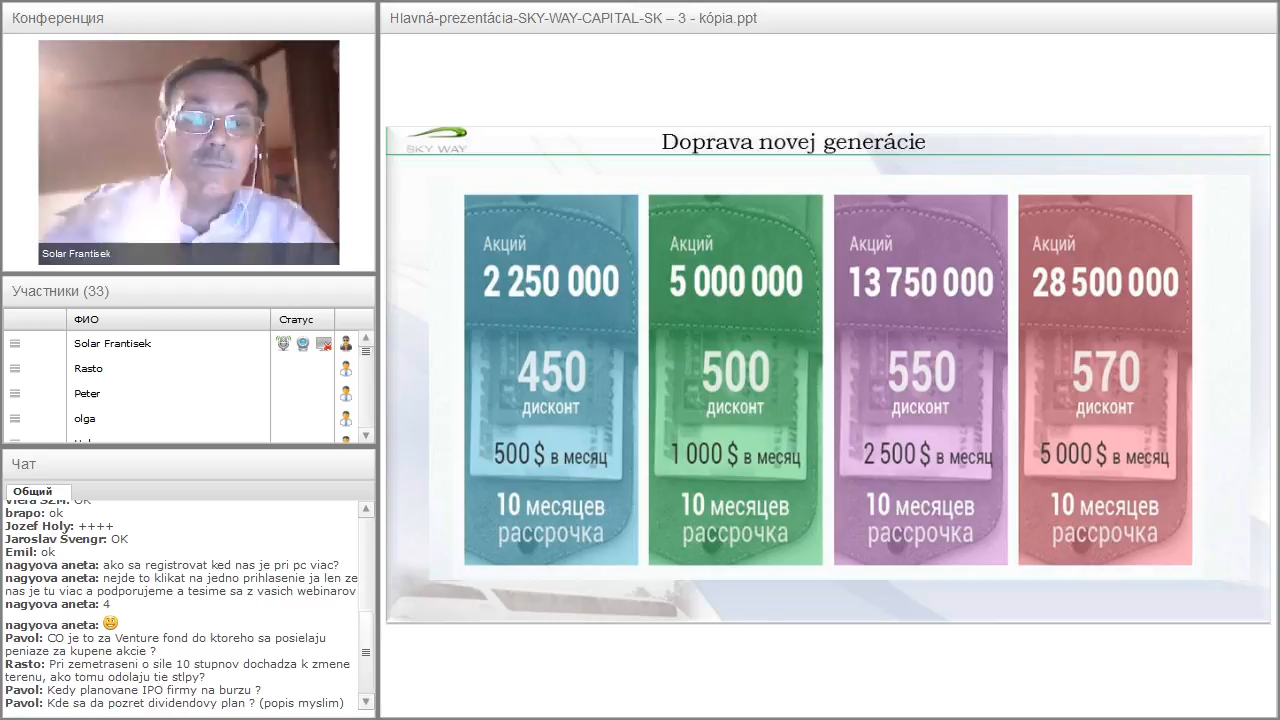 Конференция
Solar Frantisek
Участники (33)
ФИО Статус
Solar Frantisek
Rasto
Peter
olga
Чат
Общий
Viera SZM: OK
brapo: ok
Jozef Holy: ++++
Jaroslav Švengr: OK
Emil: ok
nagyova aneta: ako sa registrovat ked nas je pri pc viac?
nagyova aneta: nejde to klikat na jedno prihlasenie ja len ze
nas je tu viac a podporujeme a tesime sa z vasich webinarov
nagyova aneta: 4
nagyova aneta:
Pavol: CO je to za Venture fond do ktoreho sa posielaju
peniaze za kupene akcie ?
Rasto: Pri zemetraseni o sile 10 stupnov dochadza k zmene
terenu, ako tomu odolaju tie stlpy?
Pavol: Kedy planovane IPO firmy na burzu ?
Pavol: Kde sa da pozret dividendovy plan ? (popis myslim)
Hlavná-prezentácia-SKY-WAY-CAPITAL-SK – 3 - kópia.ppt
SKY WAY
Doprava novej generácie
Акций
2 250 000
450
дисконт
500 $ в месяц
10 месяцев
рассрочка
Акций
5 000 000
500
дисконт
1 000 $ в месяц
10 месяцев
рассрочка
Акций
13 750 000
550
дисконт
2 500 $ в месяц
10 месяцев
рассрочка
Акций
28 500 000
570
дисконт
5 000 $ в месяц
10 месяцев
рассрочка